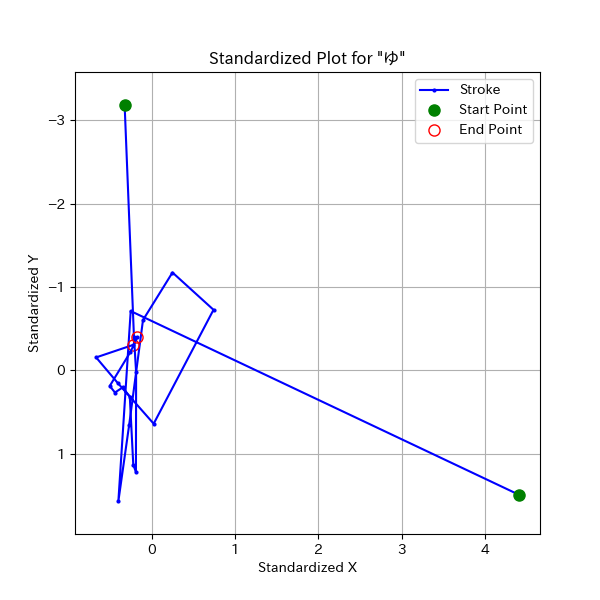 Standardized Plot for "ゆ"
Stroke
Start Point
End Point
Standardized Y
−3
−2
−1
0
1
0 1 2 3 4
Standardized X